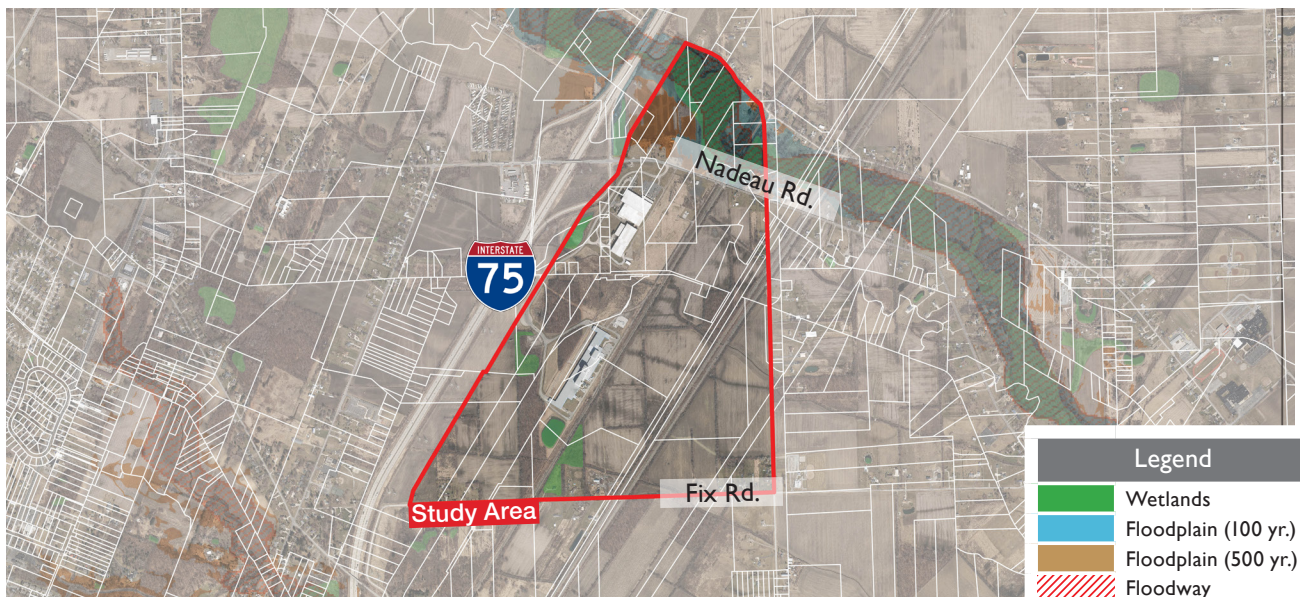 Nadeau Rd.
INTERSTATE
75
Fix Rd.
Study Area
Legend
Wetlands
Floodplain (100 yr.)
Floodplain (500 yr.)
Floodway